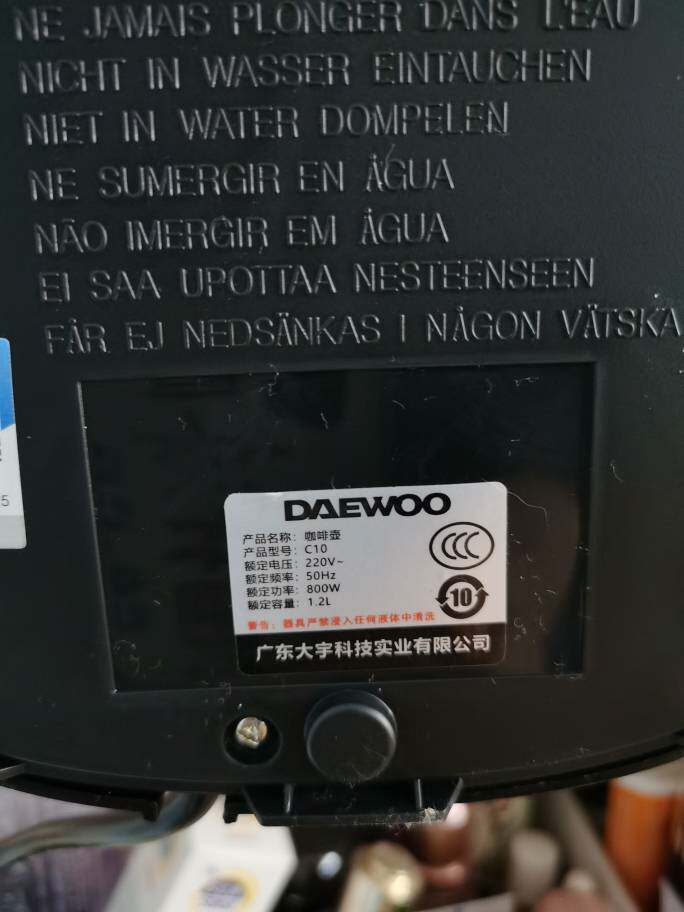 NE JAMAIS PLONGER DANS L'EAU
NICHT IN WASSER EINTAUCHEN
NIET IN WATER DOMPELEN
NE SUMERGIR EN ÁGUA
NÃO IMERGIR EM ÁGUA
EI SAA UPOTTAA NESTEENSEEN
FÅR EJ NEDSÄNKAS I NÅGON VÄTSKA
5
DAEWOO
产品名称：咖啡壶
产品型号：C10
额定电压：220V~
额定频率：50Hz
额定功率：800W
额定容量：1.2L
CCC
10
警告：器具严禁浸入任何液体中清洗
广东大宇科技实业有限公司